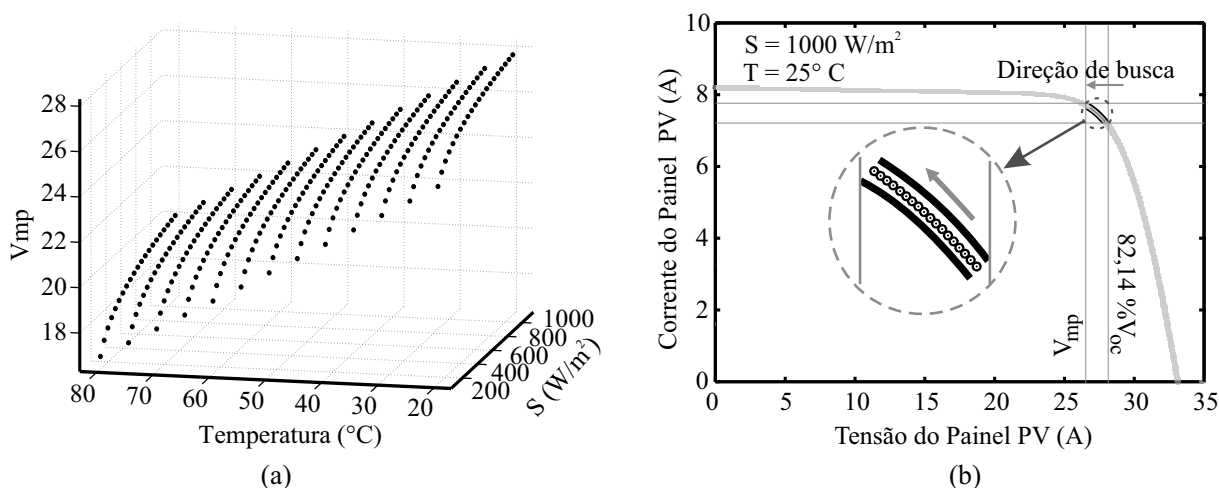 28
26
24
22
20
18
Vmp
80
70
60
50
40
30
20
Temperatura (°C)
200
400
600
800
1000
S (W/m²)
(a)
10
8
6
4
2
0
Corrente do Painel PV (A)
S = 1000 W/m²
T = 25° C
Direção de busca
Vmp
82,14 %Voc
0
5
10
15
20
25
30
35
Tensão do Painel PV (A)
(b)